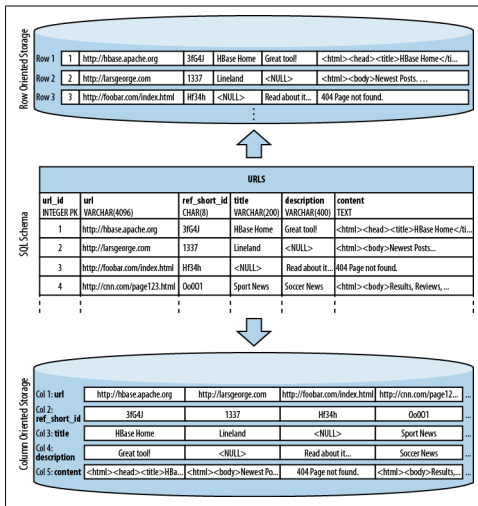 Row Oriented Storage
Row 1 1 http://hbase.apache.org 3fG4J HBase Home Great tool! <html><head><title>HBase Home</ti...
Row 2 2 http://larsgeorge.com 1337 Lineland <NULL> <html><body>Newest Posts. ...
Row 3 3 http://foobar.com/index.html Hf34h <NULL> Read about it... 404 Page not found.
SQL Schema
URLS
url_id url ref_short_id title description content
INTEGER PK VARCHAR(4096) CHAR(8) VARCHAR(200) VARCHAR(400) TEXT
1 http://hbase.apache.org 3fG4J HBase Home Great tool! <html><head><title>HBase Home</ti...
2 http://larsgeorge.com 1337 Lineland <NULL> <html><body>Newest Posts...
3 http://foobar.com/index.html Hf34h <NULL> Read about it... 404 Page not found.
4 http://cnn.com/page123.html Oo001 Sport News Soccer News <html><body>Results, Reviews, ...
Column Oriented Storage
Col 1: url http://hbase.apache.org http://larsgeorge.com http://foobar.com/index.html http://cnn.com/page12... ...
Col 2:
ref_short_id 3fG4J 1337 Hf34h Oo001 ...
Col 3: title HBase Home Lineland <NULL> Sport News ...
Col 4:
description Great tool! <NULL> Read about it... Soccer News ...
Col 5: content <html><head><title>HBa... <html><body>Newest Po... 404 Page not found. <html><body>Results,... ...